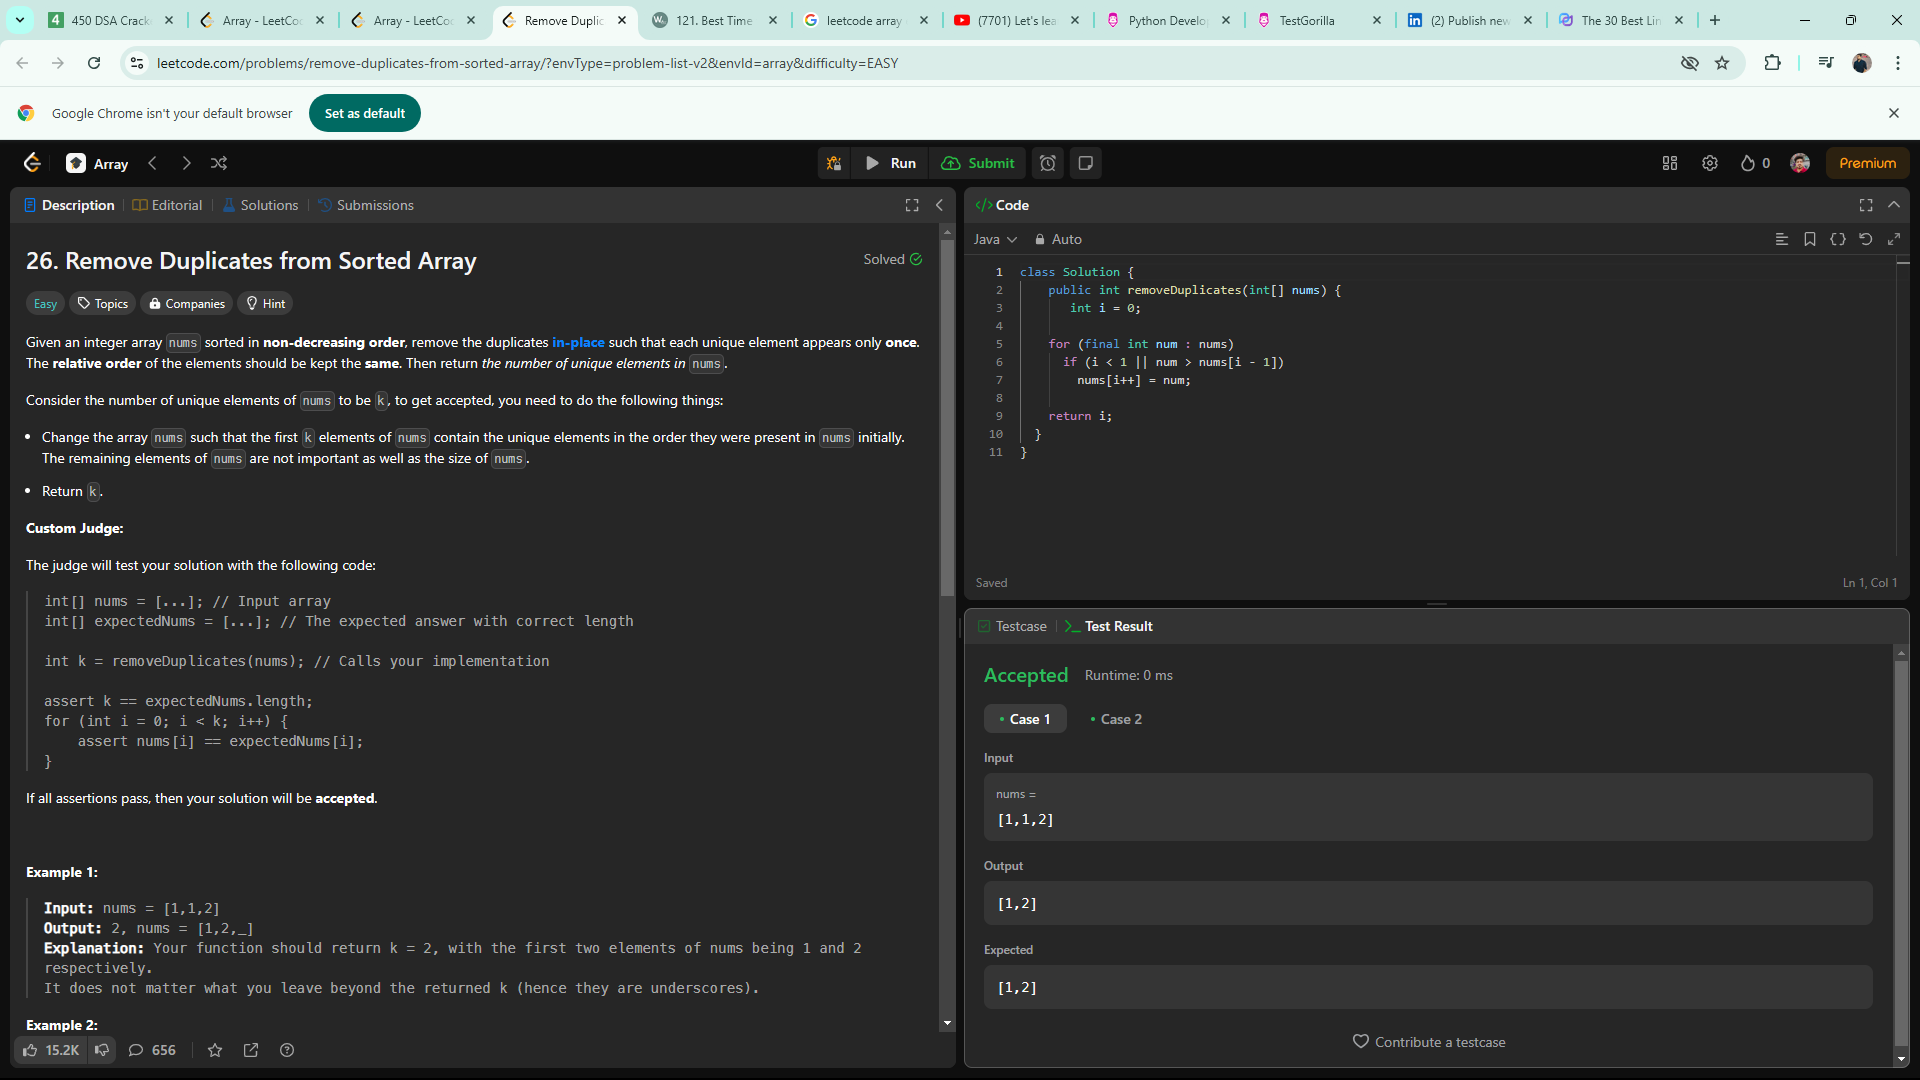 450 DSA Crack
Array - LeetCo
Array - LeetCo
Remove Duplic
121. Best Time
leetcode array
(7701) Let's lea
Python Develo
TestGorilla
(2) Publish new
The 30 Best Lin
leetcode.com/problems/remove-duplicates-from-sorted-array/?envType=problem-list-v2&envId=array&difficulty=EASY
Google Chrome isn't your default browser
Set as default
Array
Run
Submit
0
Premium
Description
Editorial
Solutions
Submissions
26. Remove Duplicates from Sorted Array
Solved
Easy
Topics
Companies
Hint
Given an integer array nums sorted in non-decreasing order, remove the duplicates in-place such that each unique element appears only once.
The relative order of the elements should be kept the same. Then return the number of unique elements in nums.
Consider the number of unique elements of nums to be k, to get accepted, you need to do the following things:
• Change the array nums such that the first k elements of nums contain the unique elements in the order they were present in nums initially.
The remaining elements of nums are not important as well as the size of nums.
• Return k.
Custom Judge:
The judge will test your solution with the following code:
int[] nums = [...]; // Input array
int[] expectedNums = [...]; // The expected answer with correct length
int k = removeDuplicates(nums); // Calls your implementation
assert k == expectedNums.length;
for (int i = 0; i < k; i++) {
assert nums[i] == expectedNums[i];
}
If all assertions pass, then your solution will be accepted.
Example 1:
Input: nums = [1,1,2]
Output: 2, nums = [1,2,_]
Explanation: Your function should return k = 2, with the first two elements of nums being 1 and 2
respectively.
It does not matter what you leave beyond the returned k (hence they are underscores).
Example 2:
15.2K
656
</> Code
Java
Auto
1 class Solution {
2 public int removeDuplicates(int[] nums) {
3 int i = 0;
4
5 for (final int num : nums)
6 if (i < 1 || num > nums[i - 1])
7 nums[i++] = num;
8
9 return i;
10 }
11 }
Saved
Ln 1, Col 1
Testcase
Test Result
Accepted
Runtime: 0 ms
• Case 1
• Case 2
Input
nums =
[1,1,2]
Output
[1,2]
Expected
[1,2]
Contribute a testcase